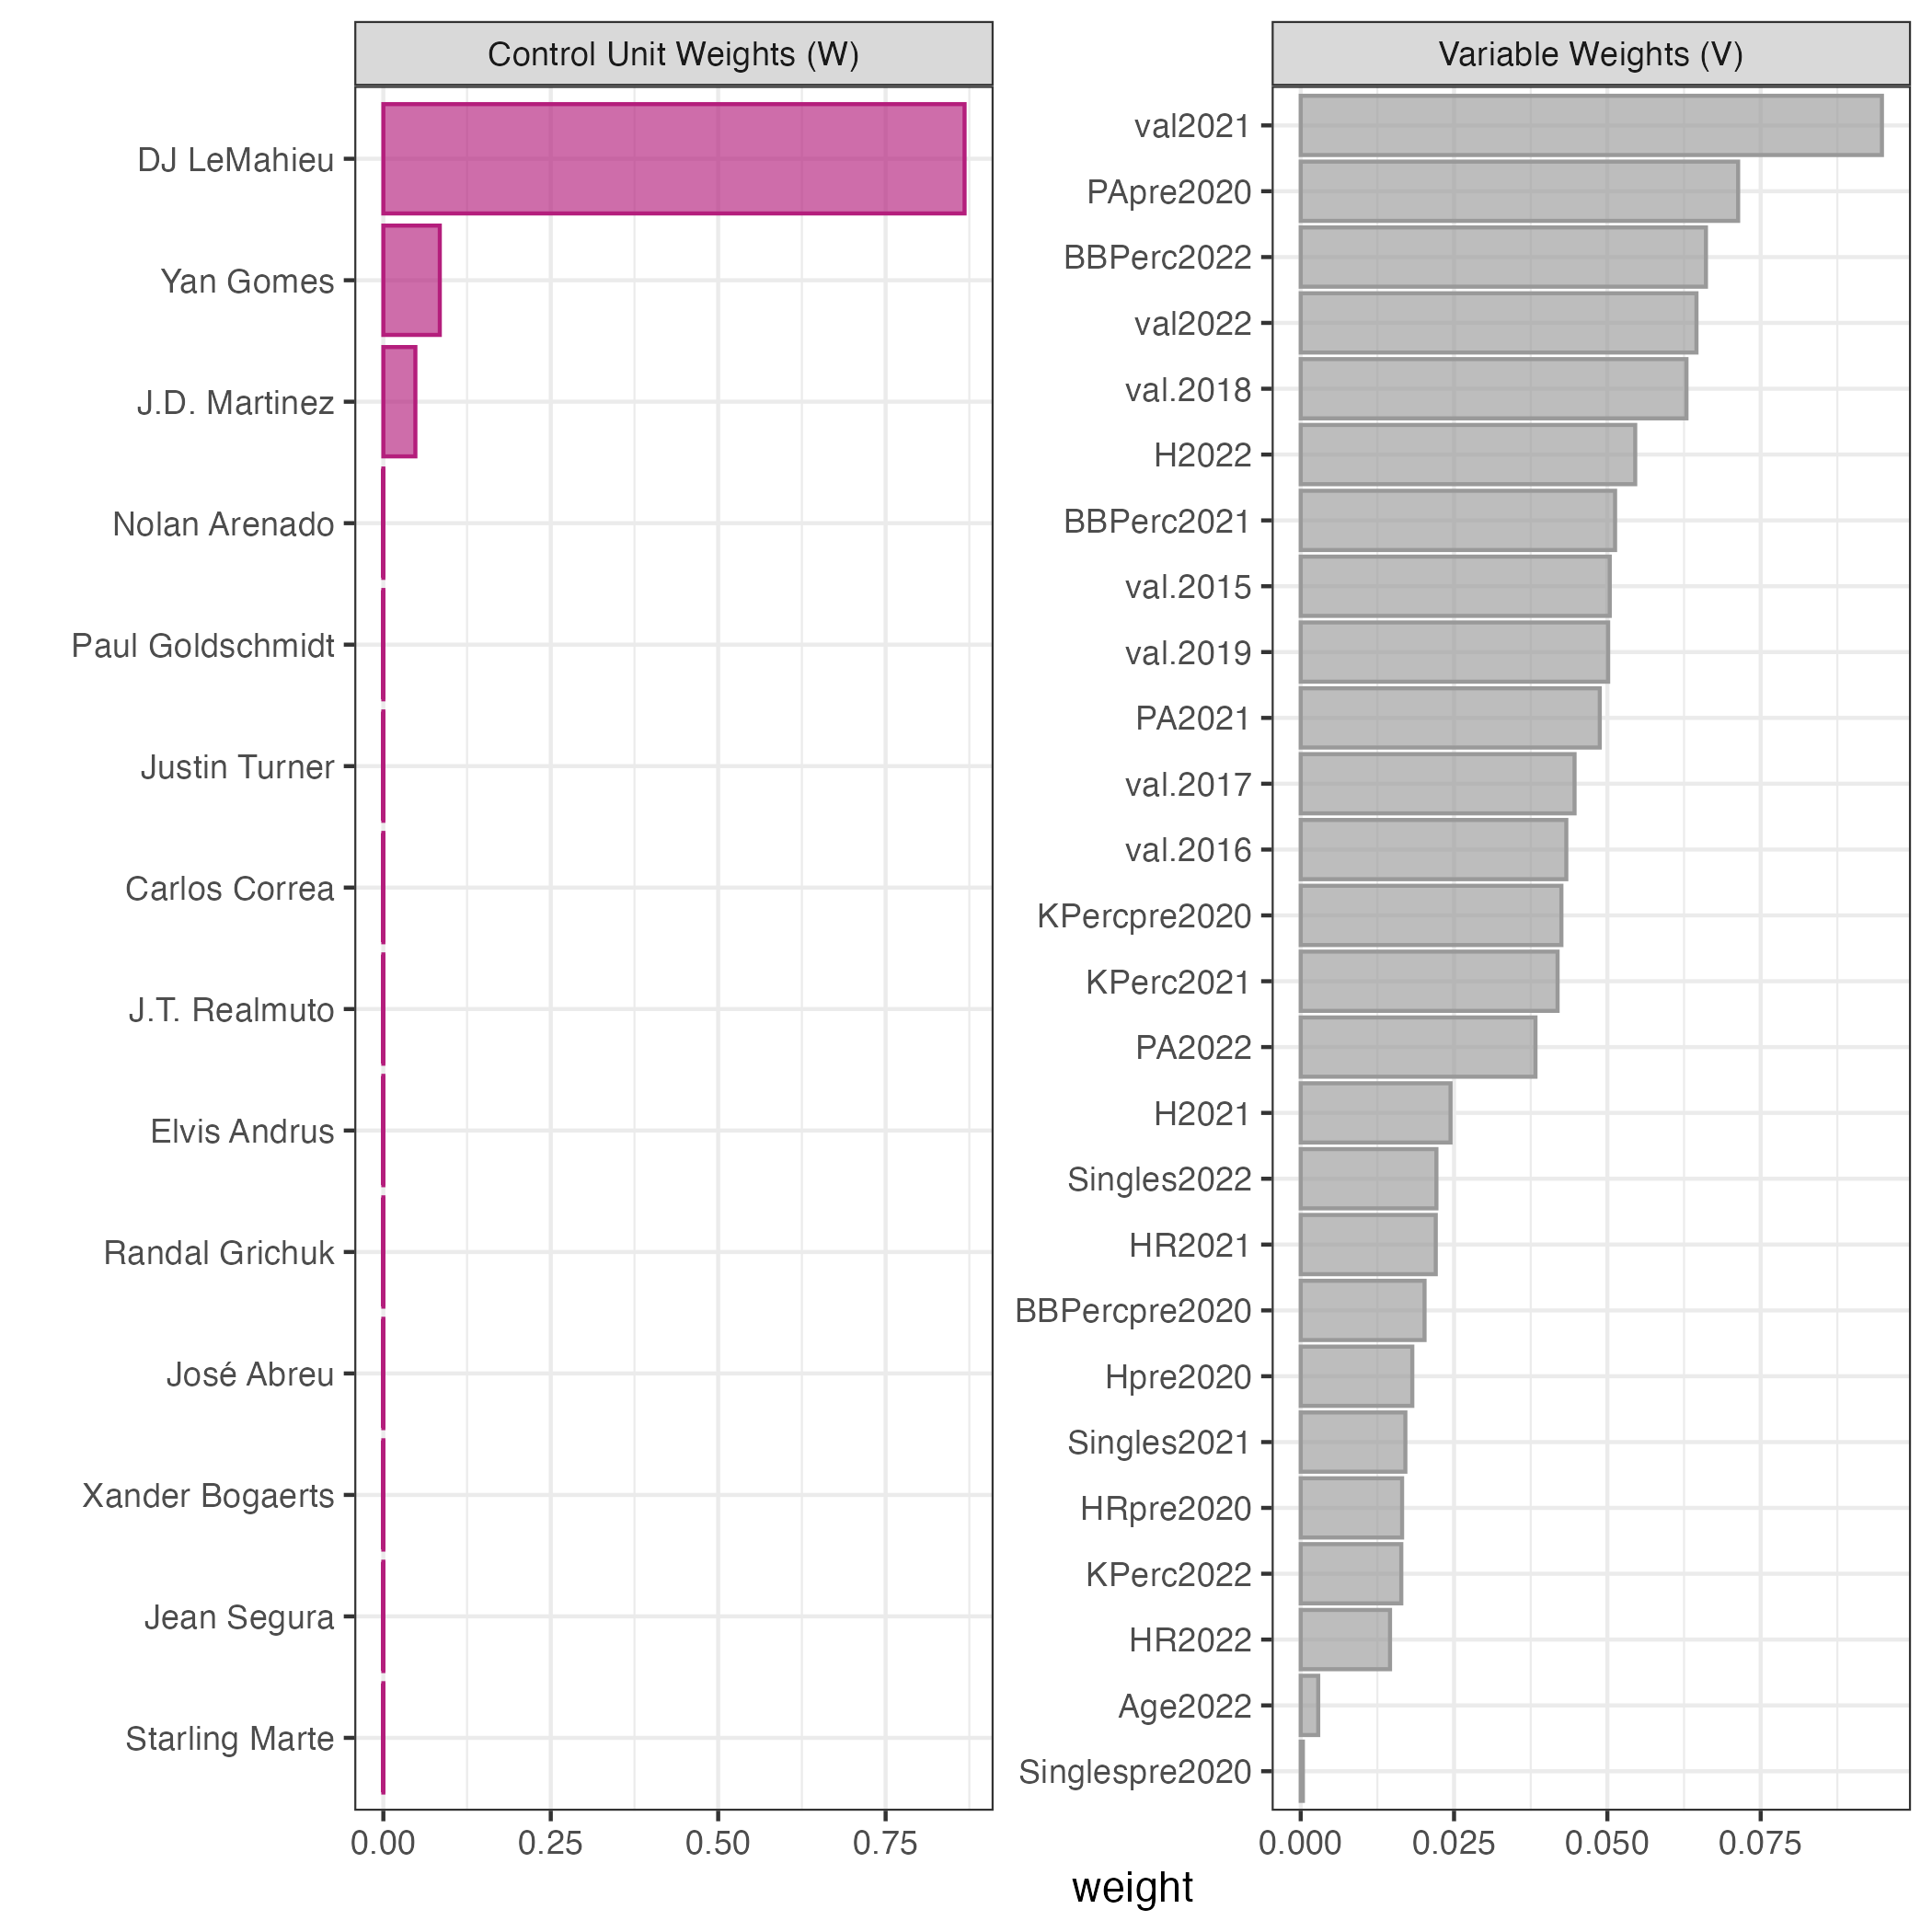 Control Unit Weights (W)
DJ LeMahieu
Yan Gomes
J.D. Martinez
Nolan Arenado
Paul Goldschmidt
Justin Turner
Carlos Correa
J.T. Realmuto
Elvis Andrus
Randal Grichuk
José Abreu
Xander Bogaerts
Jean Segura
Starling Marte
0.00 0.25 0.50 0.75
Variable Weights (V)
val2021
PApre2020
BBPerc2022
val2022
val.2018
H2022
BBPerc2021
val.2015
val.2019
PA2021
val.2017
val.2016
KPercpre2020
KPerc2021
PA2022
H2021
Singles2022
HR2021
BBPercpre2020
Hpre2020
Singles2021
HRpre2020
KPerc2022
HR2022
Age2022
Singlespre2020
0.000 0.025 0.050 0.075
weight